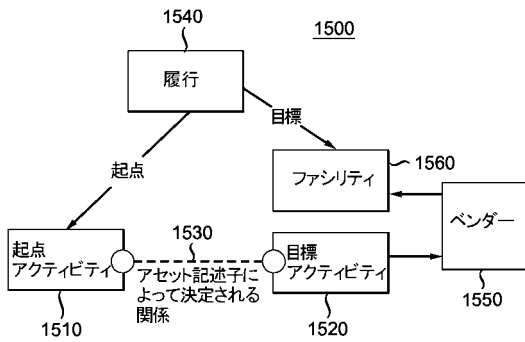 1540
1500
履行
目標
起点
1560
ファシリティ
ベンダー
1530
起点
アクティビティ
アセット記述子に
よって決定される
関係
目標
アクティビティ
1510
1520
1550